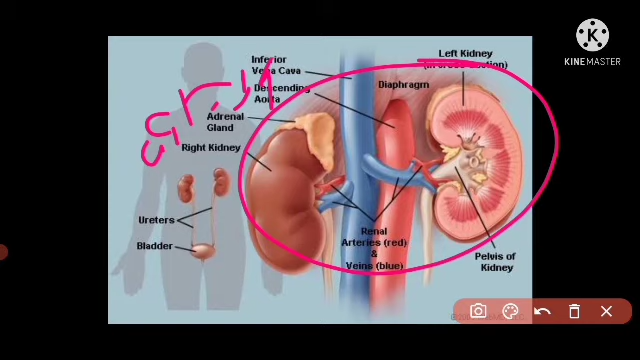 Left Kidney
Inferior
Vena Cava
Descending
Aorta
Diaphragm
Adrenal
Gland
Right Kidney
Ureters
Bladder
Renal
Arteries (red)
&
Veins (blue)
Pelvis of
Kidney
K
KINEMASTER